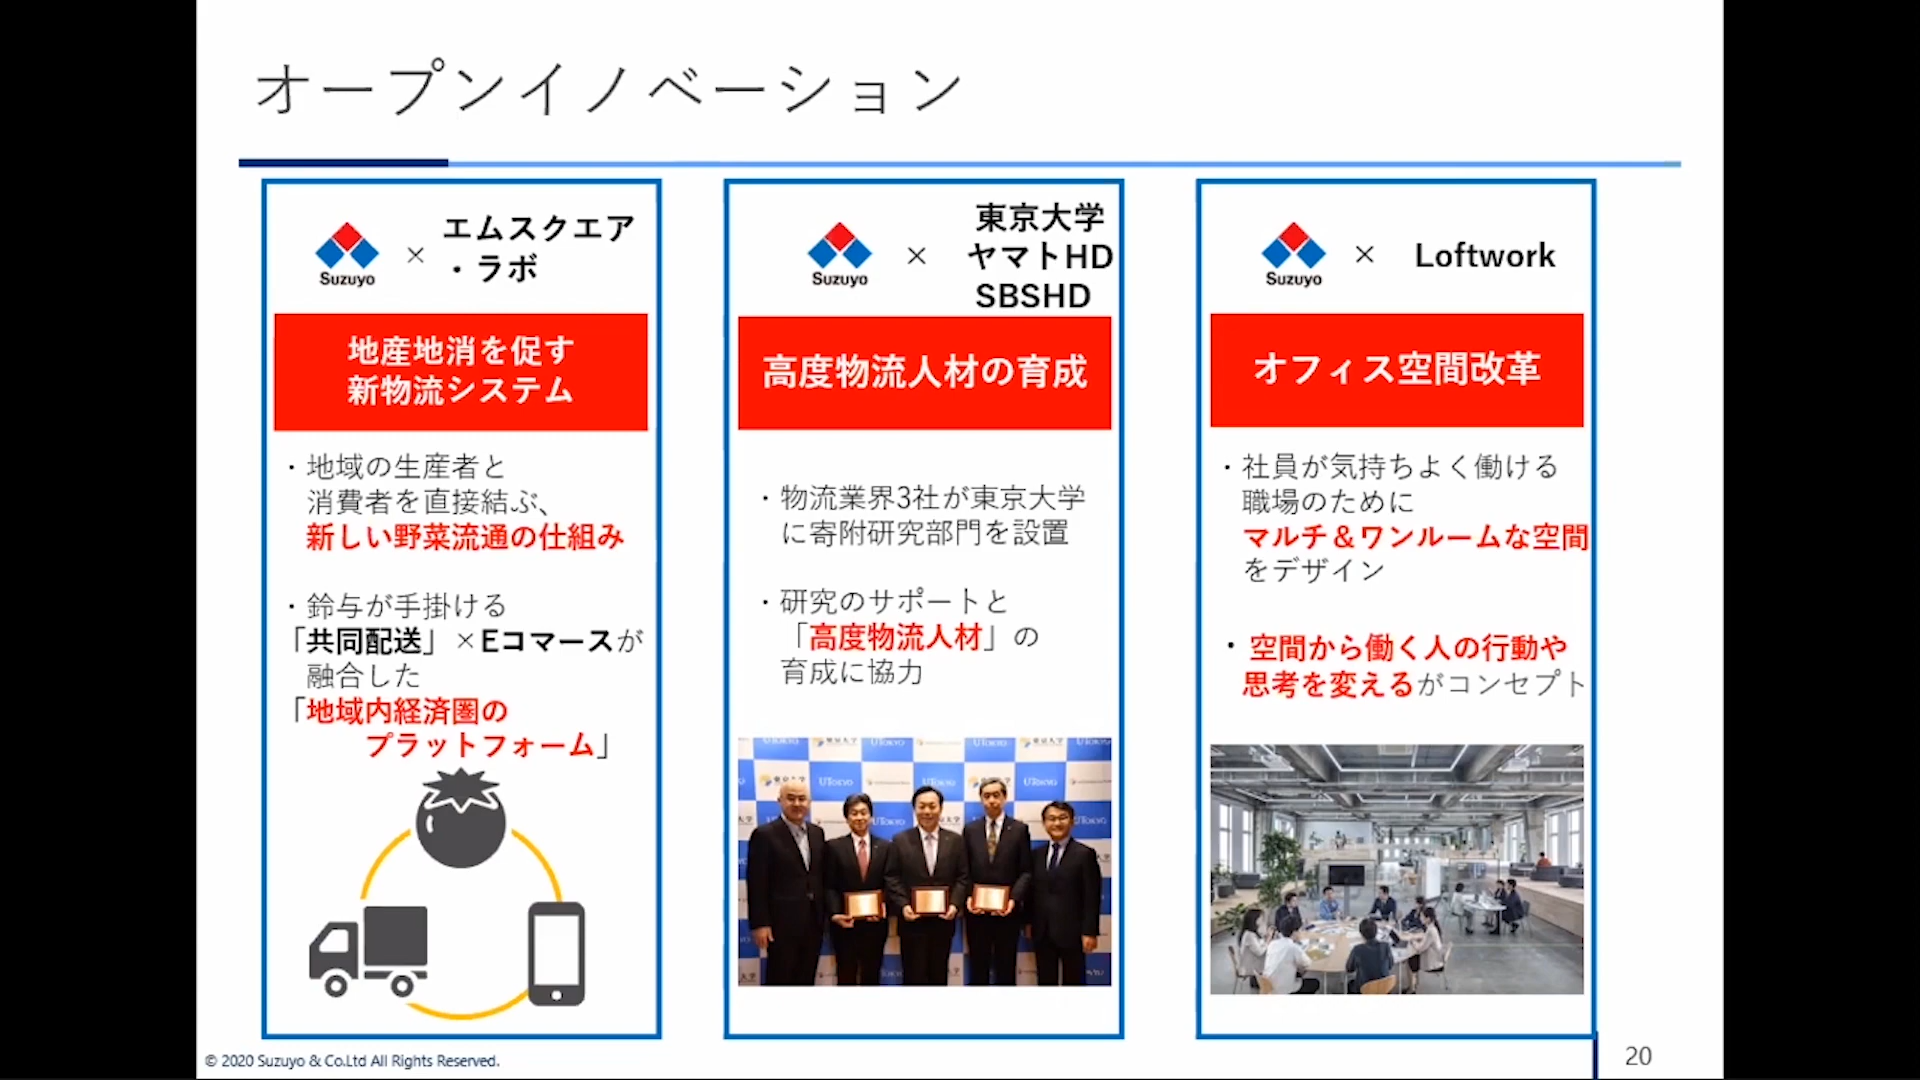 オープンイノベーション
Suzuyo
×
エムスクエア
・ラボ
地産地消を促す
新物流システム
・地域の生産者と
消費者を直接結ぶ、
新しい野菜流通の仕組み
・鈴与が手掛ける
「共同配送」×Eコマースが
融合した
「地域内経済圏の
プラットフォーム」
Suzuyo
×
東京大学
ヤマトHD
SBSHD
高度物流人材の育成
・物流業界3社が東京大学
に寄附研究部門を設置
・研究のサポートと
「高度物流人材」の
育成に協力
東京大学
UTokyo
Suzuyo
×
Loftwork
オフィス空間改革
・社員が気持ちよく働ける
職場のために
マルチ＆ワンルームな空間
をデザイン
・空間から働く人の行動や
思考を変えるがコンセプト
© 2020 Suzuyo & Co.Ltd All Rights Reserved.
20